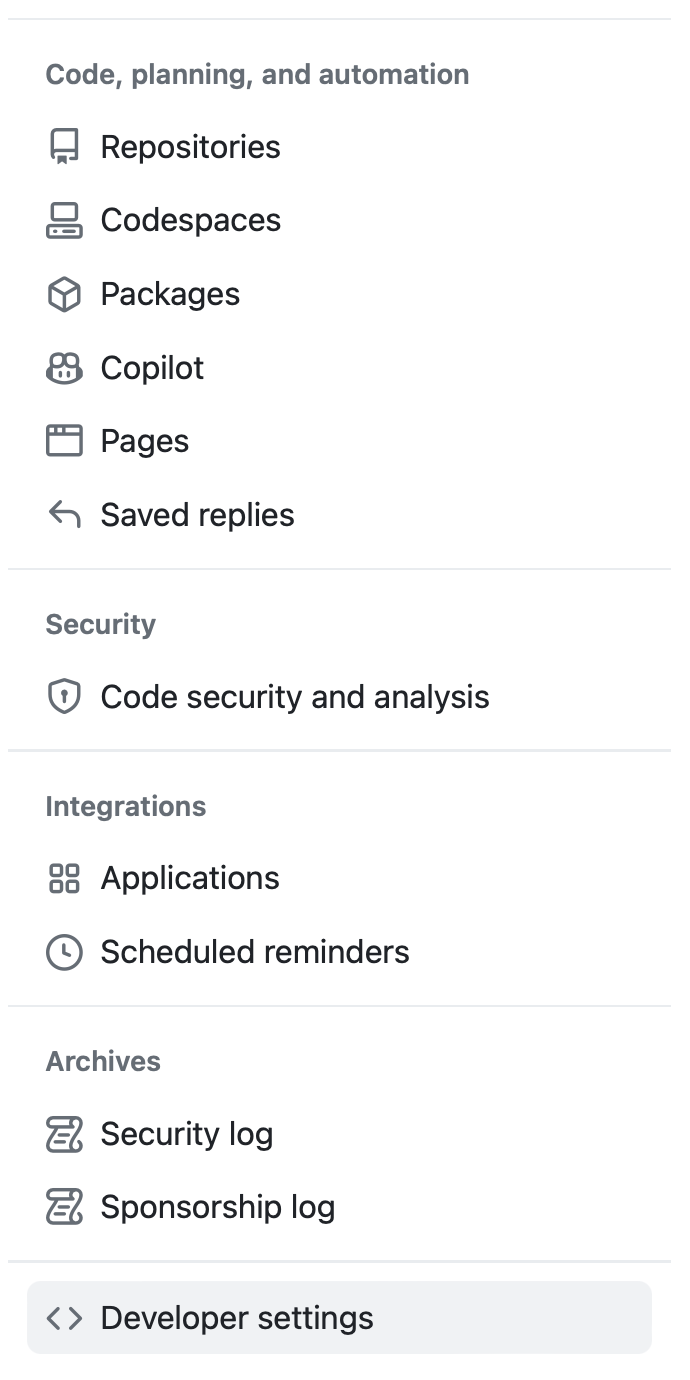 Code, planning, and automation
Repositories
Codespaces
Packages
Copilot
Pages
Saved replies
Security
Code security and analysis
Integrations
Applications
Scheduled reminders
Archives
Security log
Sponsorship log
Developer settings